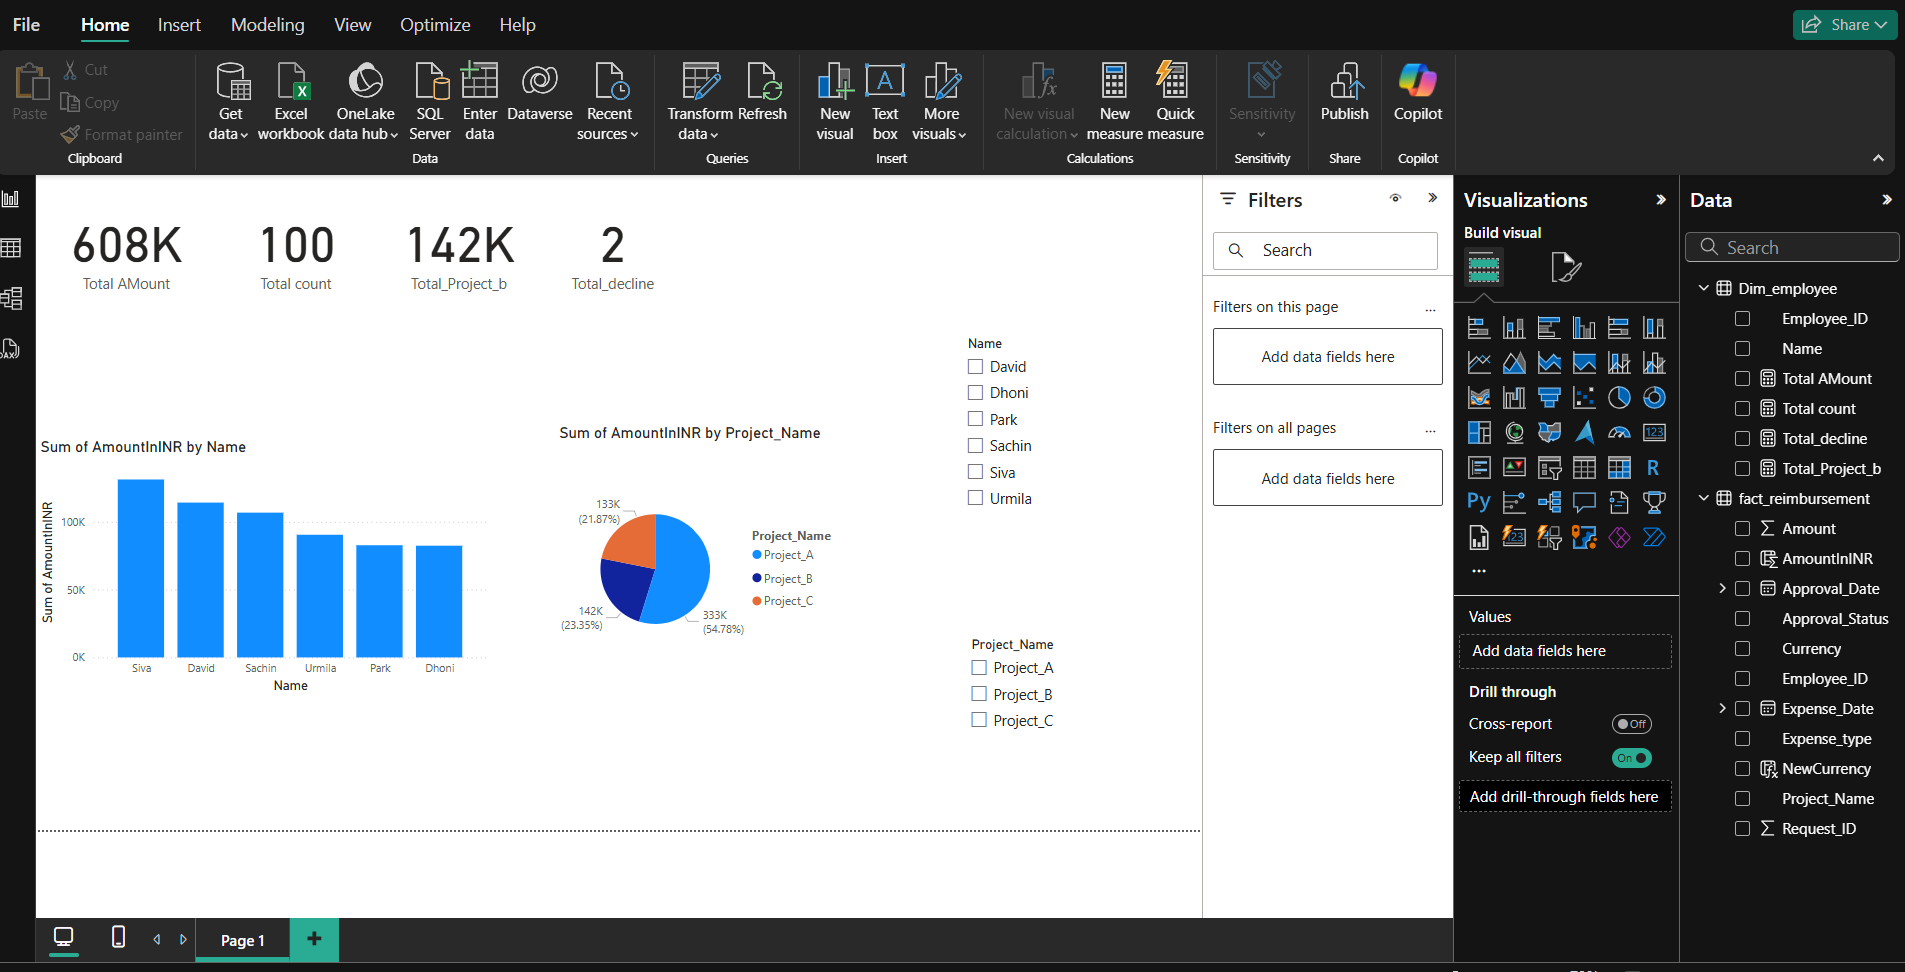 File Home Insert Modeling View Optimize Help
Share
Paste
Cut
Copy
Format painter
Clipboard
Get data
Excel workbook
OneLake data hub
SQL Server
Enter data
Dataverse
Recent sources
Data
Transform data
Refresh
Queries
New visual
Text box
More visuals
Insert
New visual calculation
New measure
Quick measure
Calculations
Sensitivity
Sensitivity
Publish
Share
Copilot
Copilot
608K
Total AMount
100
Total count
142K
Total_Project_b
2
Total_decline
Name
David
Dhoni
Park
Sachin
Siva
Urmila
Sum of AmountInINR by Name
Sum of AmountInINR
100K
50K
0K
Siva David Sachin Urmila Park Dhoni
Name
Sum of AmountInINR by Project_Name
133K
(21.87%)
142K
(23.35%)
333K
(54.78%)
Project_Name
Project_A
Project_B
Project_C
Project_Name
Project_A
Project_B
Project_C
Filters
Search
Filters on this page
...
Add data fields here
Filters on all pages
...
Add data fields here
Visualizations
Build visual
123
R
Py
123
...
Values
Add data fields here
Drill through
Cross-report
Off
Keep all filters
On
Add drill-through fields here
Data
Search
Dim_employee
Employee_ID
Name
Total AMount
Total count
Total_decline
Total_Project_b
fact_reimbursement
Amount
AmountInINR
Approval_Date
Approval_Status
Currency
Employee_ID
Expense_Date
Expense_type
NewCurrency
Project_Name
Request_ID
Page 1